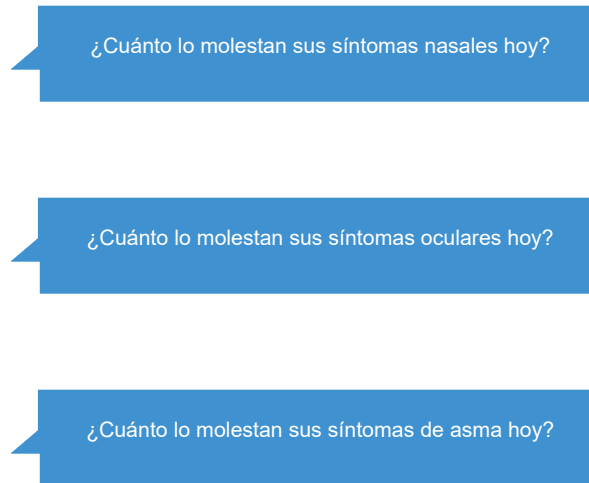 ¿Cuánto lo molestan sus síntomas nasales hoy?
¿Cuánto lo molestan sus síntomas oculares hoy?
¿Cuánto lo molestan sus síntomas de asma hoy?